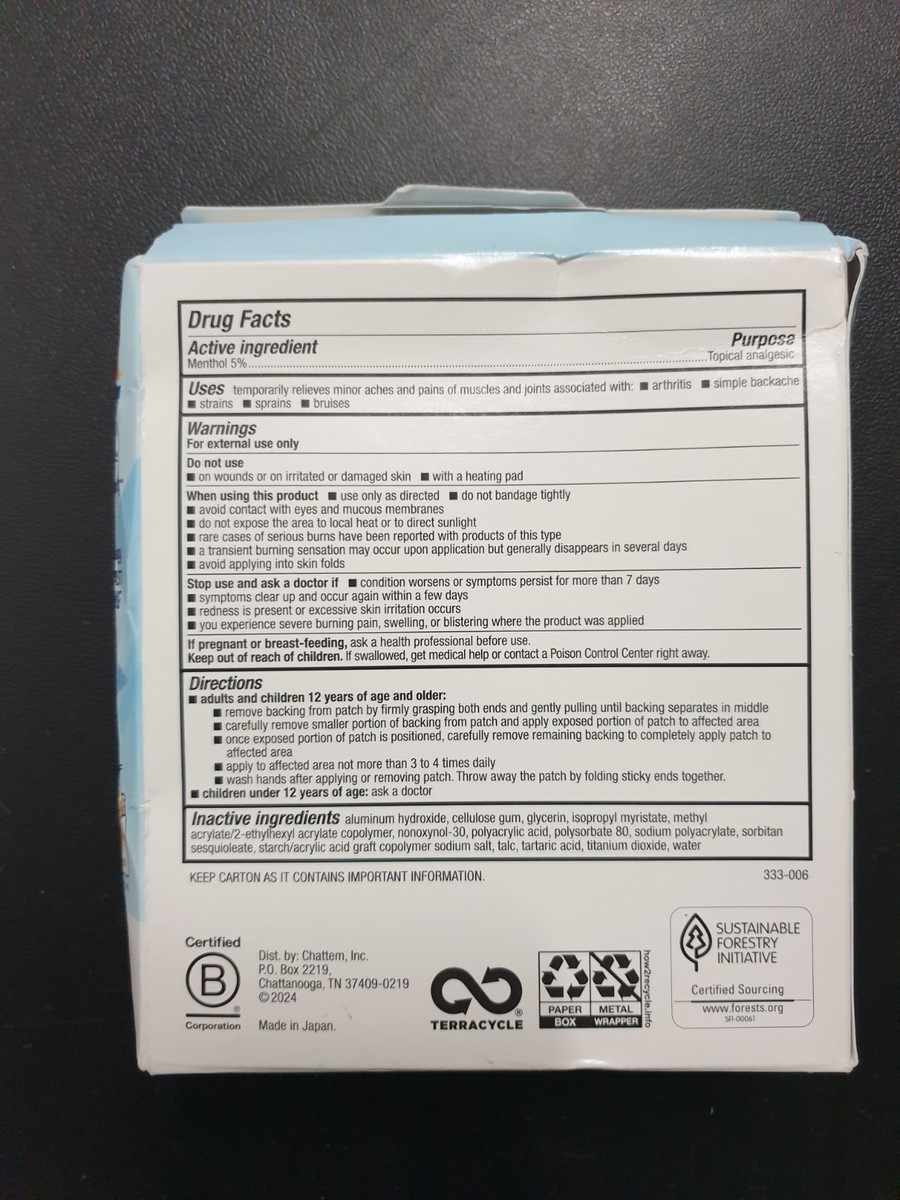 Drug Facts
Active ingredient Purpose
Menthol 5%.....Topical analgesic
Uses temporarily relieves minor aches and pains of muscles and joints associated with: ■ arthritis ■ simple backache
■ strains ■ sprains ■ bruises
Warnings
For external use only
Do not use
■ on wounds or on irritated or damaged skin ■ with a heating pad
When using this product ■ use only as directed ■ do not bandage tightly
■ avoid contact with eyes and mucous membranes
■ do not expose the area to local heat or to direct sunlight
■ rare cases of serious burns have been reported with products of this type
■ a transient burning sensation may occur upon application but generally disappears in several days
■ avoid applying into skin folds
Stop use and ask a doctor if ■ condition worsens or symptoms persist for more than 7 days
■ symptoms clear up and occur again within a few days
■ redness is present or excessive skin irritation occurs
■ you experience severe burning pain, swelling, or blistering where the product was applied
If pregnant or breast-feeding, ask a health professional before use.
Keep out of reach of children. If swallowed, get medical help or contact a Poison Control Center right away.
Directions
■ adults and children 12 years of age and older:
■ remove backing from patch by firmly grasping both ends and gently pulling until backing separates in middle
■ carefully remove smaller portion of backing from patch and apply exposed portion of patch to affected area
■ once exposed portion of patch is positioned, carefully remove remaining backing to completely apply patch to
affected area
■ apply to affected area not more than 3 to 4 times daily
■ wash hands after applying or removing patch. Throw away the patch by folding sticky ends together.
■ children under 12 years of age: ask a doctor
Inactive ingredients aluminum hydroxide, cellulose gum, glycerin, isopropyl myristate, methyl
acrylate/2-ethylhexyl acrylate copolymer, nonoxynol-30, polyacrylic acid, polysorbate 80, sodium polyacrylate, sorbitan
sesquioleate, starch/acrylic acid graft copolymer sodium salt, talc, tartaric acid, titanium dioxide, water
KEEP CARTON AS IT CONTAINS IMPORTANT INFORMATION. 333-006
Certified
B
®
Corporation
Dist. by: Chattem, Inc.
P.O. Box 2219,
Chattanooga, TN 37409-0219
©2024
Made in Japan.
®
TERRACYCLE
PAPER METAL
BOX WRAPPER
how2recycle.info
SUSTAINABLE
FORESTRY
INITIATIVE
Certified Sourcing
www.forests.org
SFI-00061